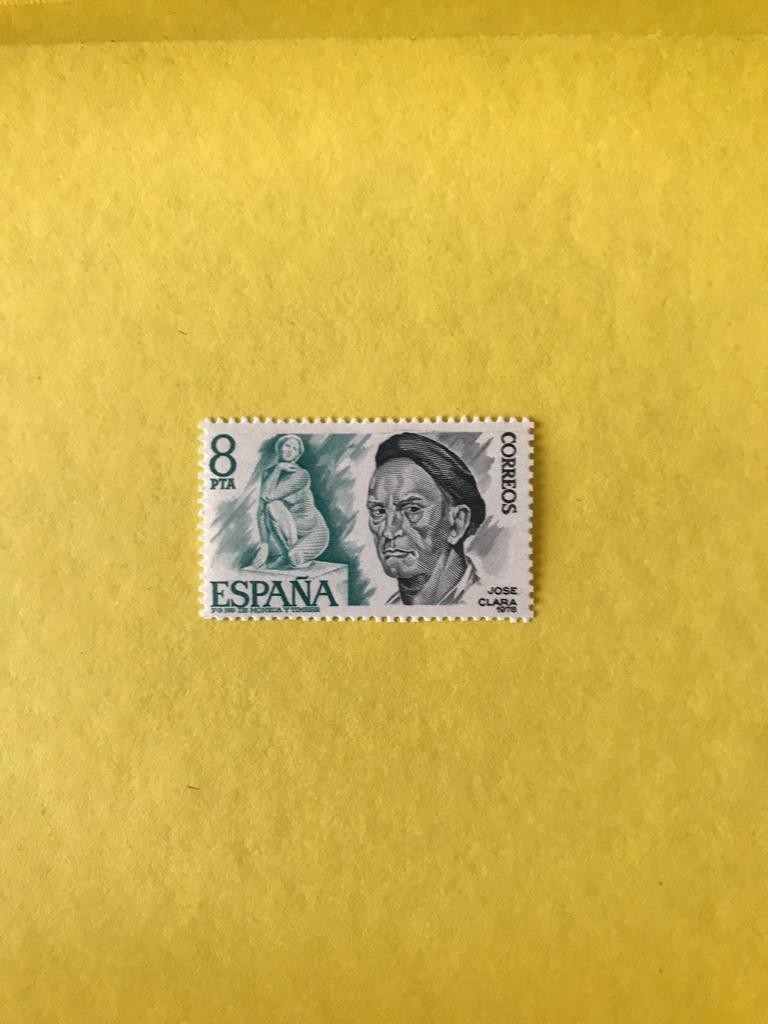 8
PTA
CORREOS
ESPAÑA
DE MONEDA Y TIMBRE
JOSE
CLARA
1978